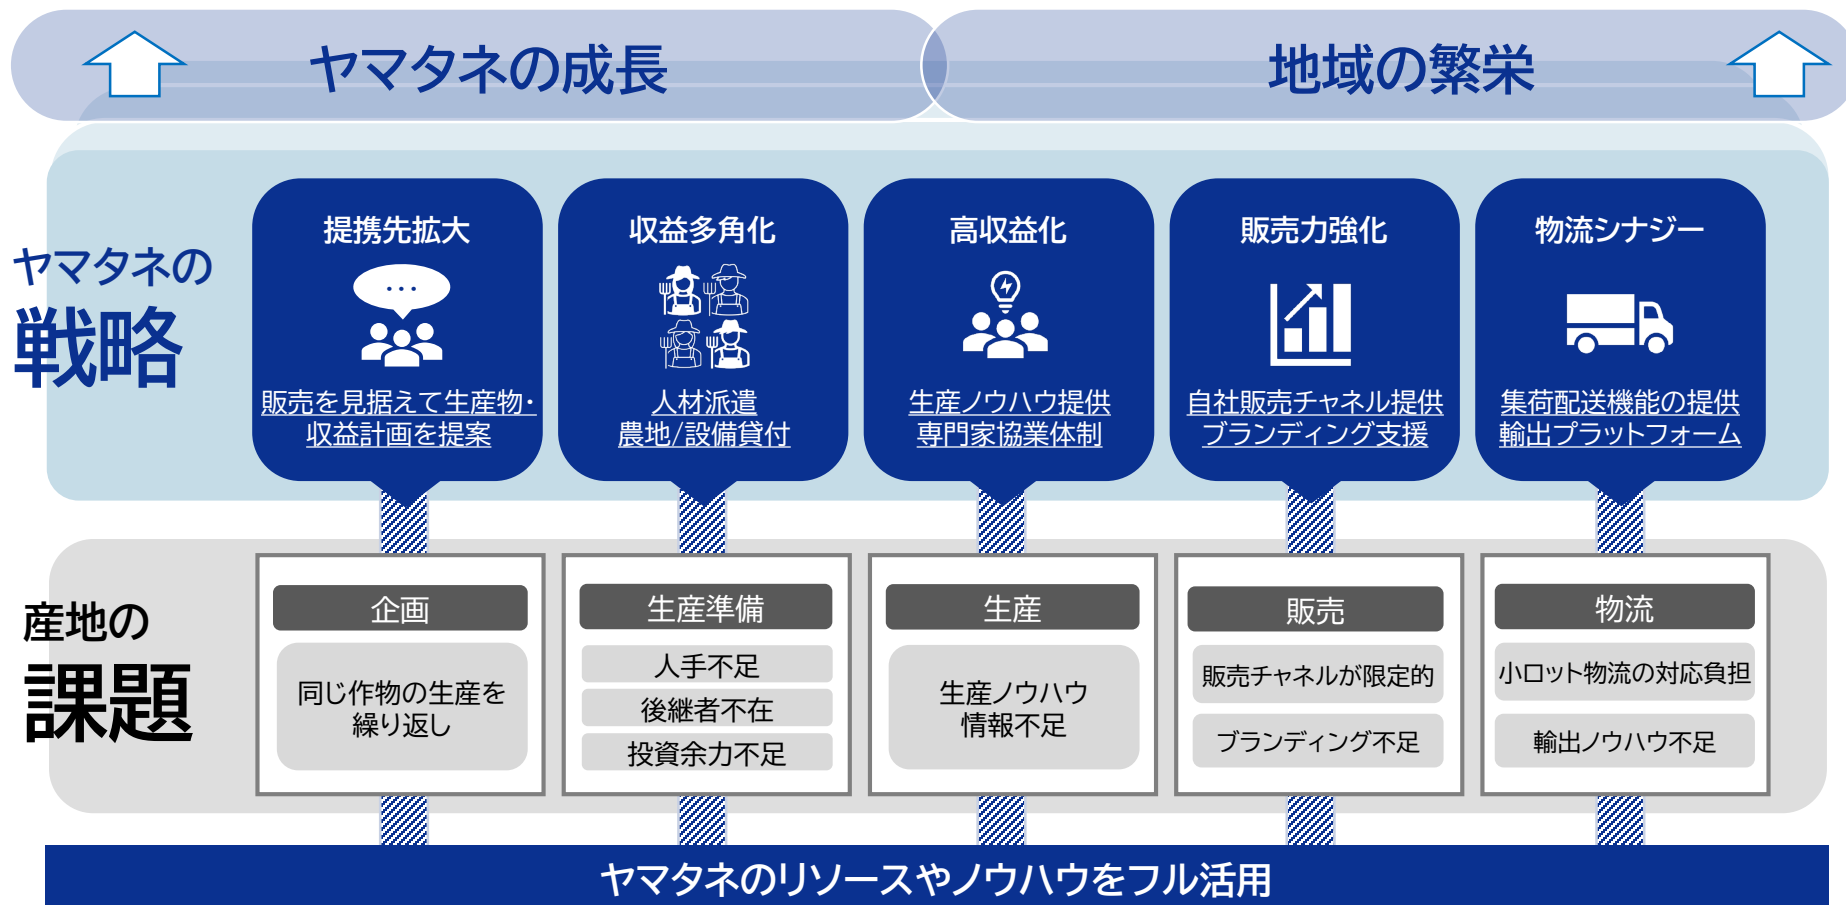 ヤマタネの成長
地域の繁栄
ヤマタネの
戦略
提携先拡大
販売を見据えて生産物・
収益計画を提案
収益多角化
人材派遣
農地/設備貸付
高収益化
生産ノウハウ提供
専門家協業体制
販売力強化
自社販売チャネル提供
ブランディング支援
物流シナジー
集荷配送機能の提供
輸出プラットフォーム
産地の
課題
企画
同じ作物の生産を
繰り返し
生産準備
人手不足
後継者不在
投資余力不足
生産
生産ノウハウ
情報不足
販売
販売チャネルが限定的
ブランディング不足
物流
小ロット物流の対応負担
輸出ノウハウ不足
ヤマタネのリソースやノウハウをフル活用